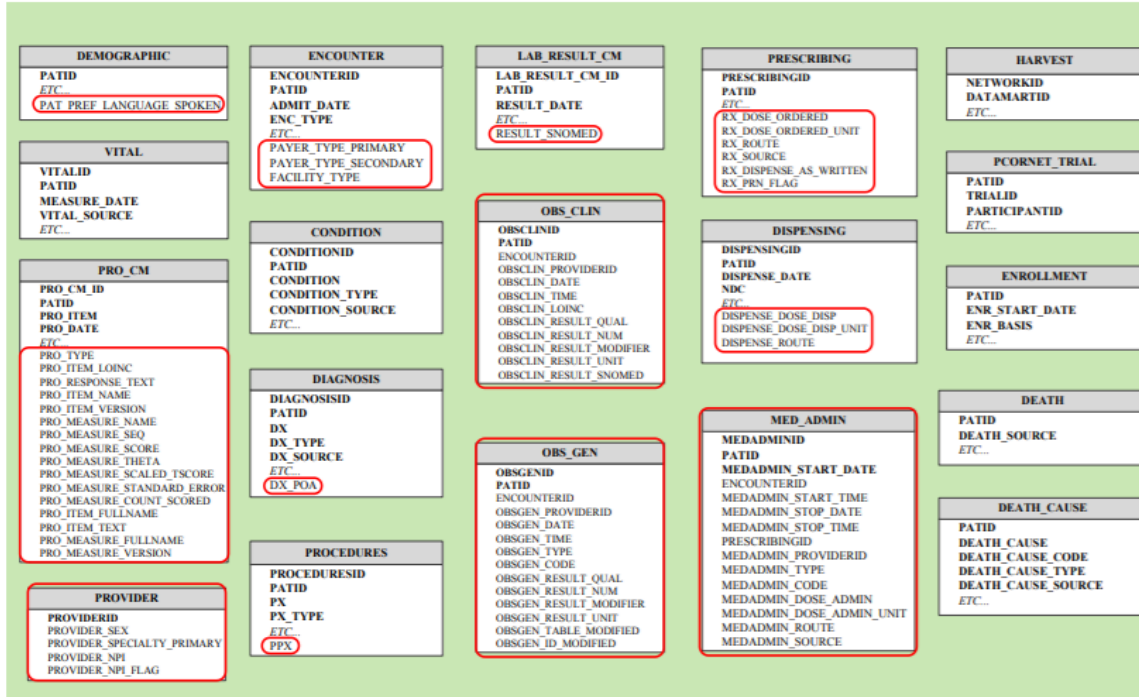 DEMOGRAPHIC
PATID
ETC...
PAT_PREF_LANGUAGE_SPOKEN
VITAL
VITALID
PATID
MEASURE_DATE
VITAL_SOURCE
ETC...
PRO_CM
PRO_CM_ID
PATID
PRO_ITEM
PRO_DATE
ETC...
PRO_TYPE
PRO_ITEM_LOINC
PRO_RESPONSE_TEXT
PRO_ITEM_NAME
PRO_ITEM_VERSION
PRO_MEASURE_NAME
PRO_MEASURE_SEQ
PRO_MEASURE_SCORE
PRO_MEASURE_THETA
PRO_MEASURE_SCALED_TSCORE
PRO_MEASURE_STANDARD_ERROR
PRO_MEASURE_COUNT_SCORED
PRO_ITEM_FULLNAME
PRO_ITEM_TEXT
PRO_MEASURE_FULLNAME
PRO_MEASURE_VERSION
PROVIDER
PROVIDERID
PROVIDER_SEX
PROVIDER_SPECIALTY_PRIMARY
PROVIDER_NPI
PROVIDER_NPI_FLAG
ENCOUNTER
ENCOUNTERID
PATID
ADMIT_DATE
ENC_TYPE
ETC...
PAYER_TYPE_PRIMARY
PAYER_TYPE_SECONDARY
FACILITY_TYPE
CONDITION
CONDITIONID
PATID
CONDITION
CONDITION_TYPE
CONDITION_SOURCE
ETC...
DIAGNOSIS
DIAGNOSISID
PATID
DX
DX_TYPE
DX_SOURCE
ETC...
DX_POA
PROCEDURES
PROCEDURESID
PATID
PX
PX_TYPE
ETC...
PPX
LAB_RESULT_CM
LAB_RESULT_CM_ID
PATID
RESULT_DATE
ETC...
RESULT_SNOMED
OBS_CLIN
OBSCLINID
PATID
ENCOUNTERID
OBSCLIN_PROVIDERID
OBSCLIN_DATE
OBSCLIN_TIME
OBSCLIN_LOINC
OBSCLIN_RESULT_QUAL
OBSCLIN_RESULT_NUM
OBSCLIN_RESULT_MODIFIER
OBSCLIN_RESULT_UNIT
OBSCLIN_RESULT_SNOMED
OBS_GEN
OBSGENID
PATID
ENCOUNTERID
OBSGEN_PROVIDERID
OBSGEN_DATE
OBSGEN_TIME
OBSGEN_TYPE
OBSGEN_CODE
OBSGEN_RESULT_QUAL
OBSGEN_RESULT_NUM
OBSGEN_RESULT_MODIFIER
OBSGEN_RESULT_UNIT
OBSGEN_TABLE_MODIFIED
OBSGEN_ID_MODIFIED
PRESCRIBING
PRESCRIBINGID
PATID
ETC...
RX_DOSE_ORDERED
RX_DOSE_ORDERED_UNIT
RX_ROUTE
RX_SOURCE
RX_DISPENSE_AS_WRITTEN
RX_PRN_FLAG
DISPENSING
DISPENSINGID
PATID
DISPENSE_DATE
NDC
ETC...
DISPENSE_DOSE_DISP
DISPENSE_DOSE_DISP_UNIT
DISPENSE_ROUTE
MED_ADMIN
MEDADMINID
PATID
MEDADMIN_START_DATE
ENCOUNTERID
MEDADMIN_START_TIME
MEDADMIN_STOP_DATE
MEDADMIN_STOP_TIME
PRESCRIBINGID
MEDADMIN_PROVIDERID
MEDADMIN_TYPE
MEDADMIN_CODE
MEDADMIN_DOSE_ADMIN
MEDADMIN_DOSE_ADMIN_UNIT
MEDADMIN_ROUTE
MEDADMIN_SOURCE
HARVEST
NETWORKID
DATAMARTID
ETC...
PCORNET_TRIAL
PATID
TRIALID
PARTICIPANTID
ETC...
ENROLLMENT
PATID
ENR_START_DATE
ENR_BASIS
ETC...
DEATH
PATID
DEATH_SOURCE
ETC...
DEATH_CAUSE
PATID
DEATH_CAUSE
DEATH_CAUSE_CODE
DEATH_CAUSE_TYPE
DEATH_CAUSE_SOURCE
ETC...